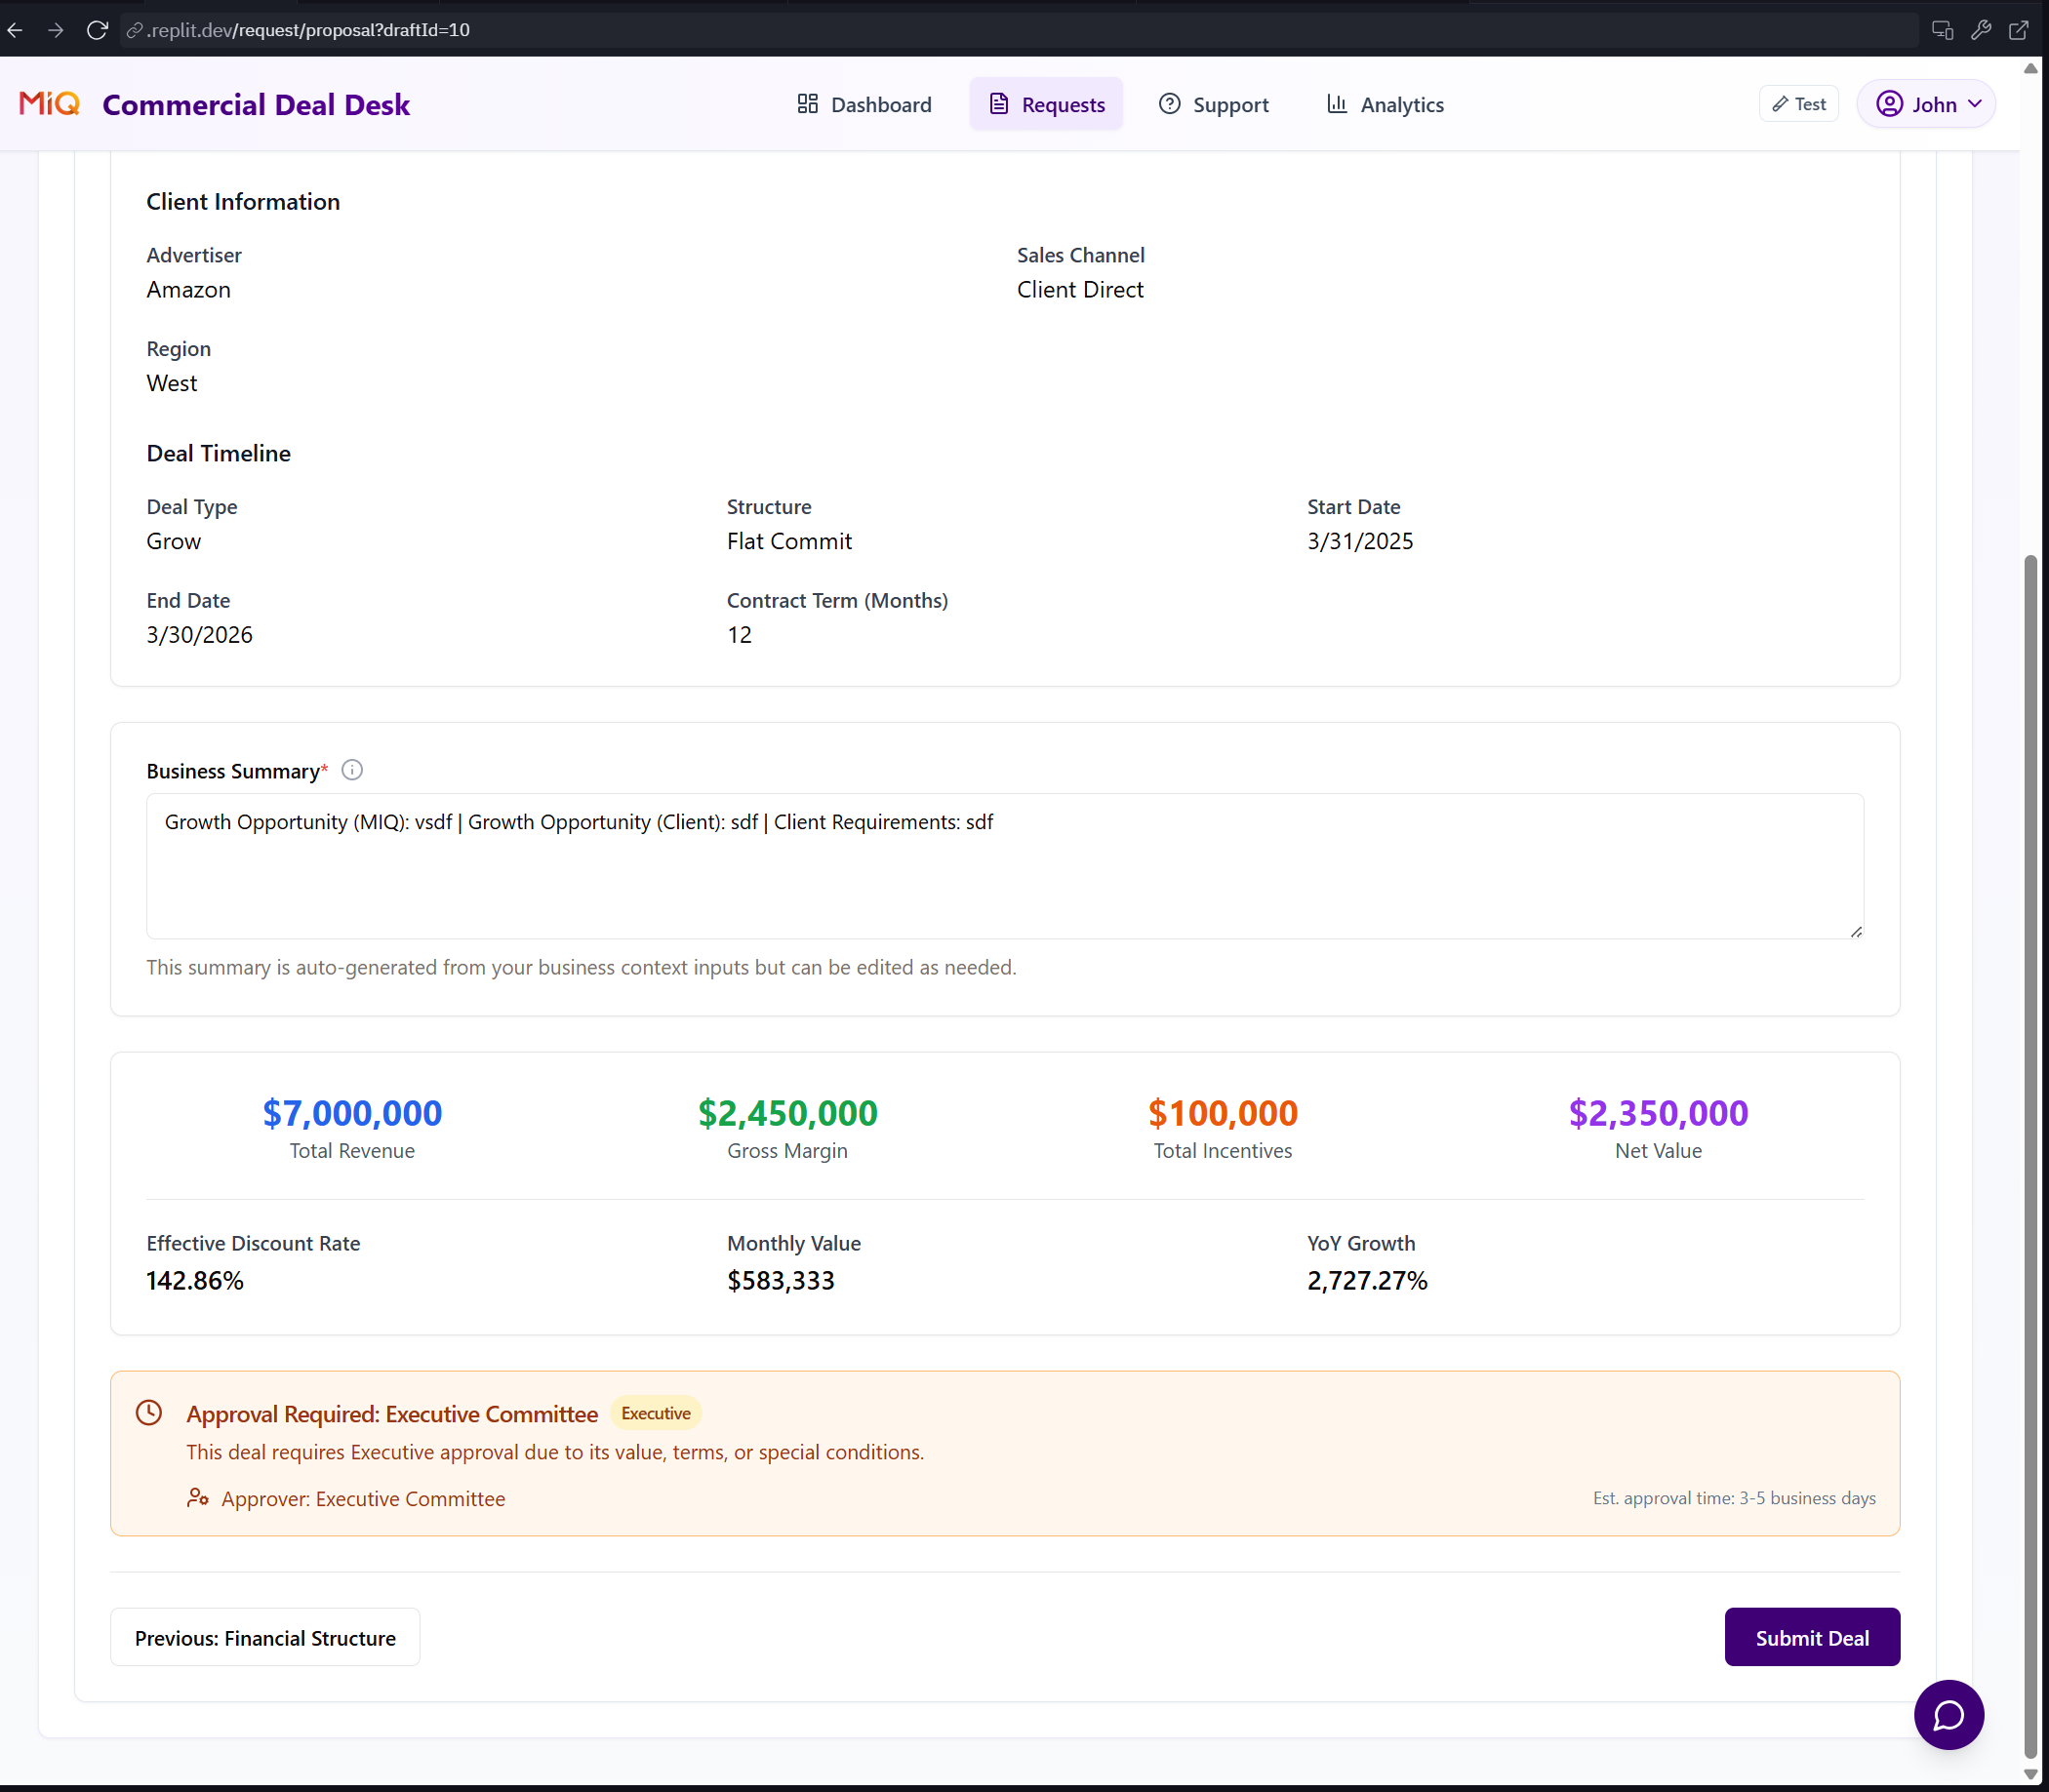 .replit.dev/request/proposal?draftId=10
MiQ Commercial Deal Desk
Dashboard
Requests
Support
Analytics
Test
John
Client Information
Advertiser
Amazon
Sales Channel
Client Direct
Region
West
Deal Timeline
Deal Type
Grow
Structure
Flat Commit
Start Date
3/31/2025
End Date
3/30/2026
Contract Term (Months)
12
Business Summary*
Growth Opportunity (MIQ): vsdf | Growth Opportunity (Client): sdf | Client Requirements: sdf
This summary is auto-generated from your business context inputs but can be edited as needed.
$7,000,000
Total Revenue
$2,450,000
Gross Margin
$100,000
Total Incentives
$2,350,000
Net Value
Effective Discount Rate
142.86%
Monthly Value
$583,333
YoY Growth
2,727.27%
Approval Required: Executive Committee
Executive
This deal requires Executive approval due to its value, terms, or special conditions.
Approver: Executive Committee
Est. approval time: 3-5 business days
Previous: Financial Structure
Submit Deal